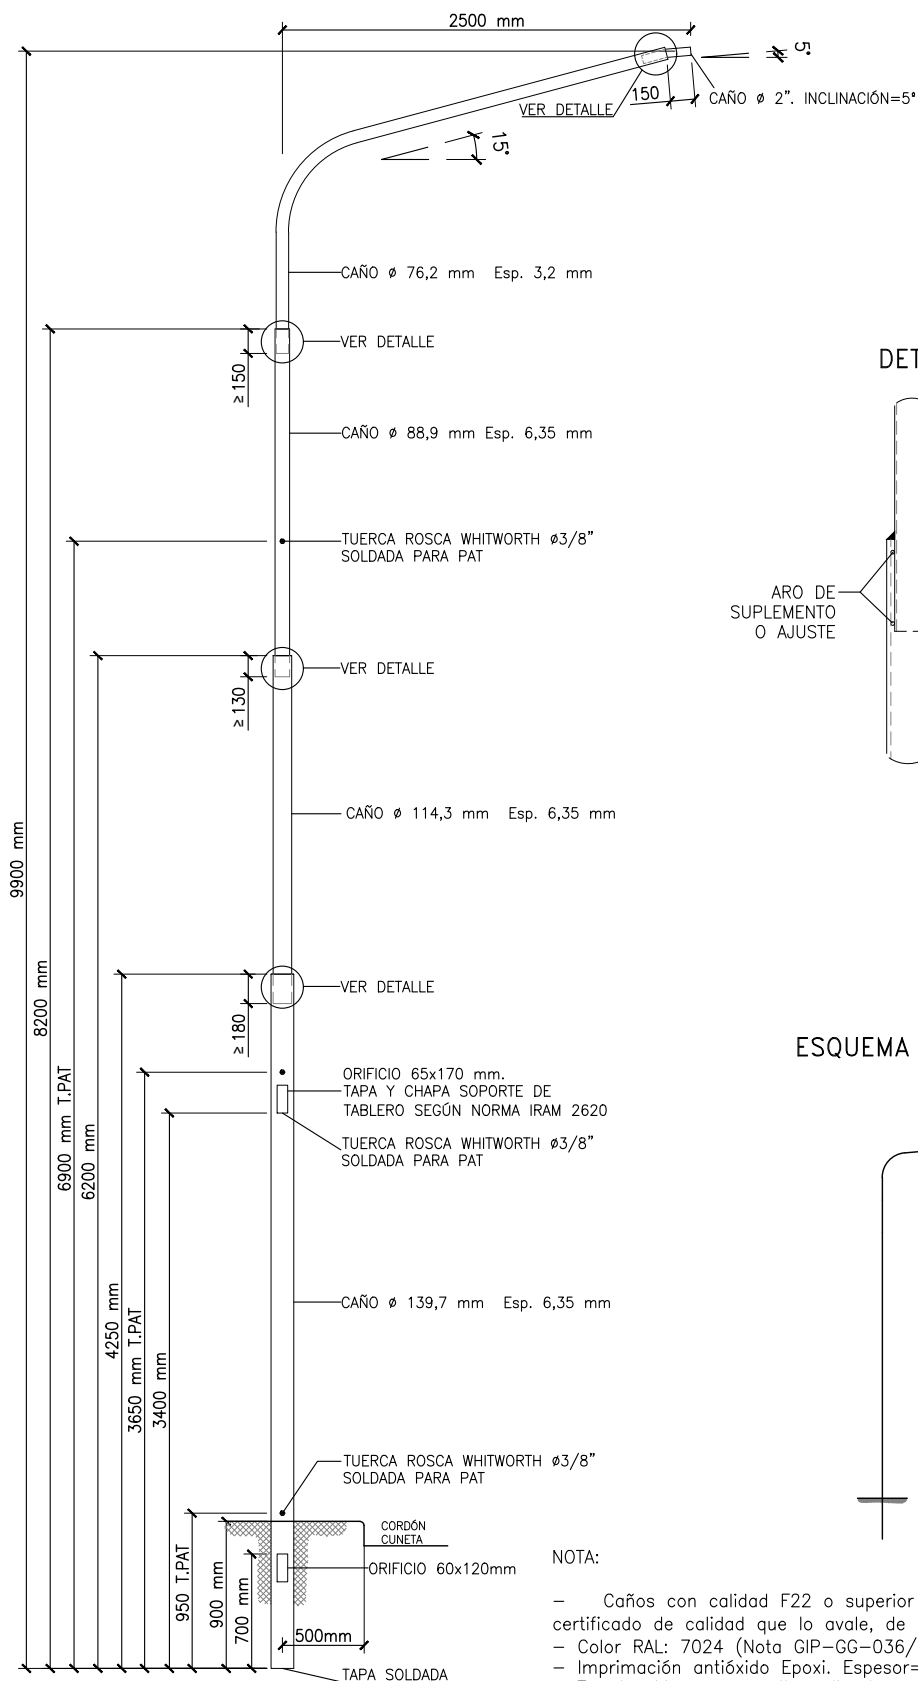 2500 mm
5°
150
CAÑO ø 2". INCLINACIÓN=5°
VER DETALLE
15°
CAÑO ø 76,2 mm Esp. 3,2 mm
VER DETALLE
≥150
DET
CAÑO ø 88,9 mm Esp. 6,35 mm
TUERCA ROSCA WHITWORTH ø3/8"
SOLDADA PARA PAT
ARO DE
SUPLEMENTO
O AJUSTE
VER DETALLE
≥130
CAÑO ø 114,3 mm Esp. 6,35 mm
9900 mm
8200 mm
6900 mm T.PAT
6200 mm
4250 mm
3650 mm T.PAT
3400 mm
VER DETALLE
≥180
ESQUEMA
ORIFICIO 65x170 mm.
TAPA Y CHAPA SOPORTE DE
TABLERO SEGÚN NORMA IRAM 2620
TUERCA ROSCA WHITWORTH ø3/8"
SOLDADA PARA PAT
CAÑO ø 139,7 mm Esp. 6,35 mm
TUERCA ROSCA WHITWORTH ø3/8"
SOLDADA PARA PAT
950 T.PAT
900 mm
700 mm
CORDÓN
CUNETA
ORIFICIO 60x120mm
500mm
TAPA SOLDADA
NOTA:
– Caños con calidad F22 o superior
certificado de calidad que lo avale, de
– Color RAL: 7024 (Nota GIP–GG–036/
– Imprimación antióxido Epoxi. Espesor=